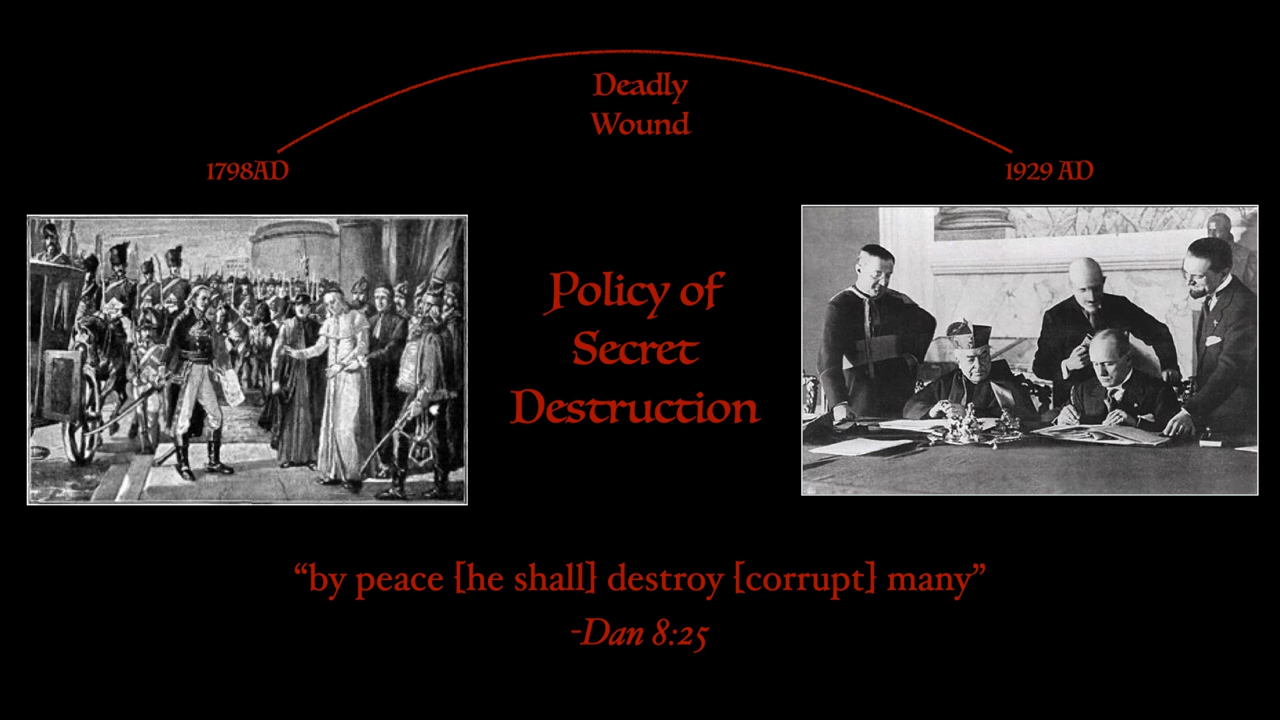 Deadly
Wound
1798AD
1929 AD
Policy of
Secret
Destruction
“by peace [he shall] destroy [corrupt] many”
-Dan 8:25